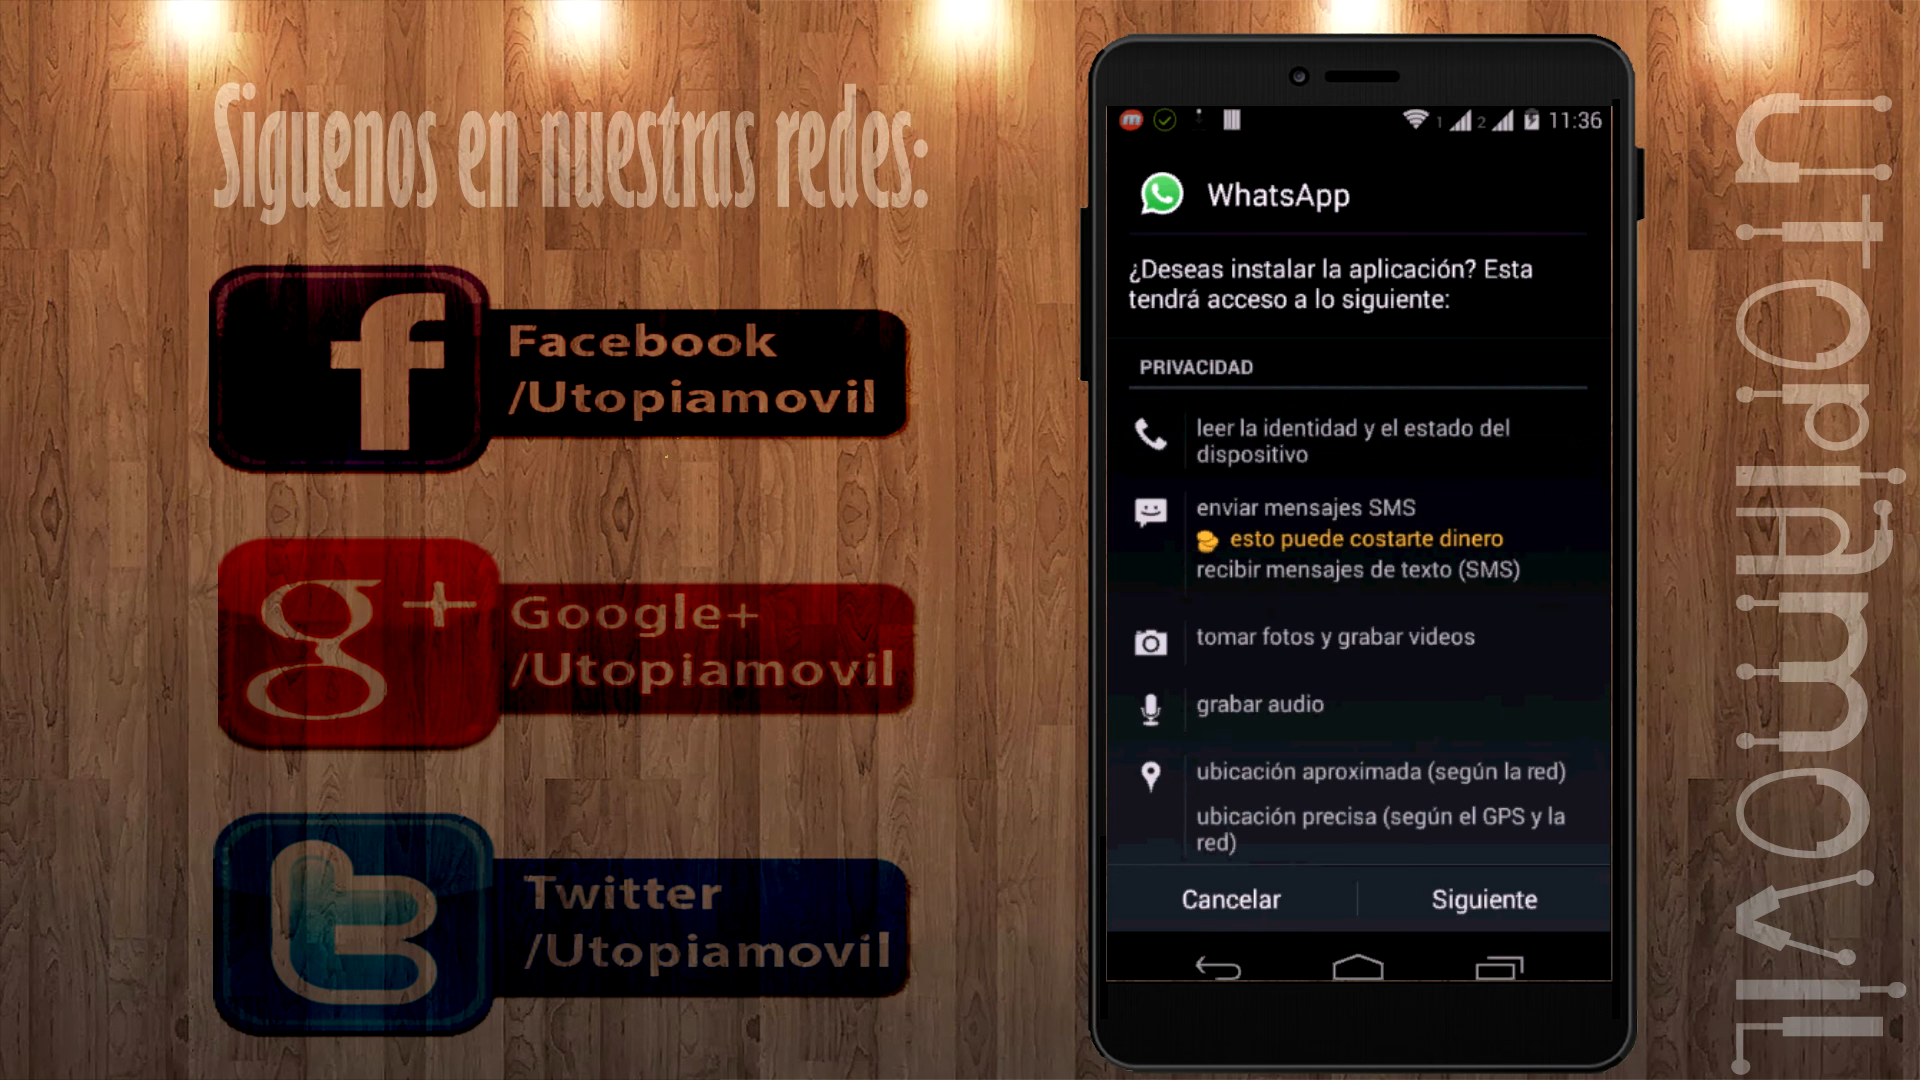 Siguenos en nuestras redes:
Facebook
/Utopiamovil
Google+
/Utopiamovil
Twitter
/Utopiamovil
1 2 11:36
WhatsApp
¿Deseas instalar la aplicación? Esta
tendrá acceso a lo siguiente:
PRIVACIDAD
leer la identidad y el estado del
dispositivo
enviar mensajes SMS
esto puede costarte dinero
recibir mensajes de texto (SMS)
tomar fotos y grabar videos
grabar audio
ubicación aproximada (según la red)
ubicación precisa (según el GPS y la
red)
Cancelar Siguiente
UTOPIAMOVIL